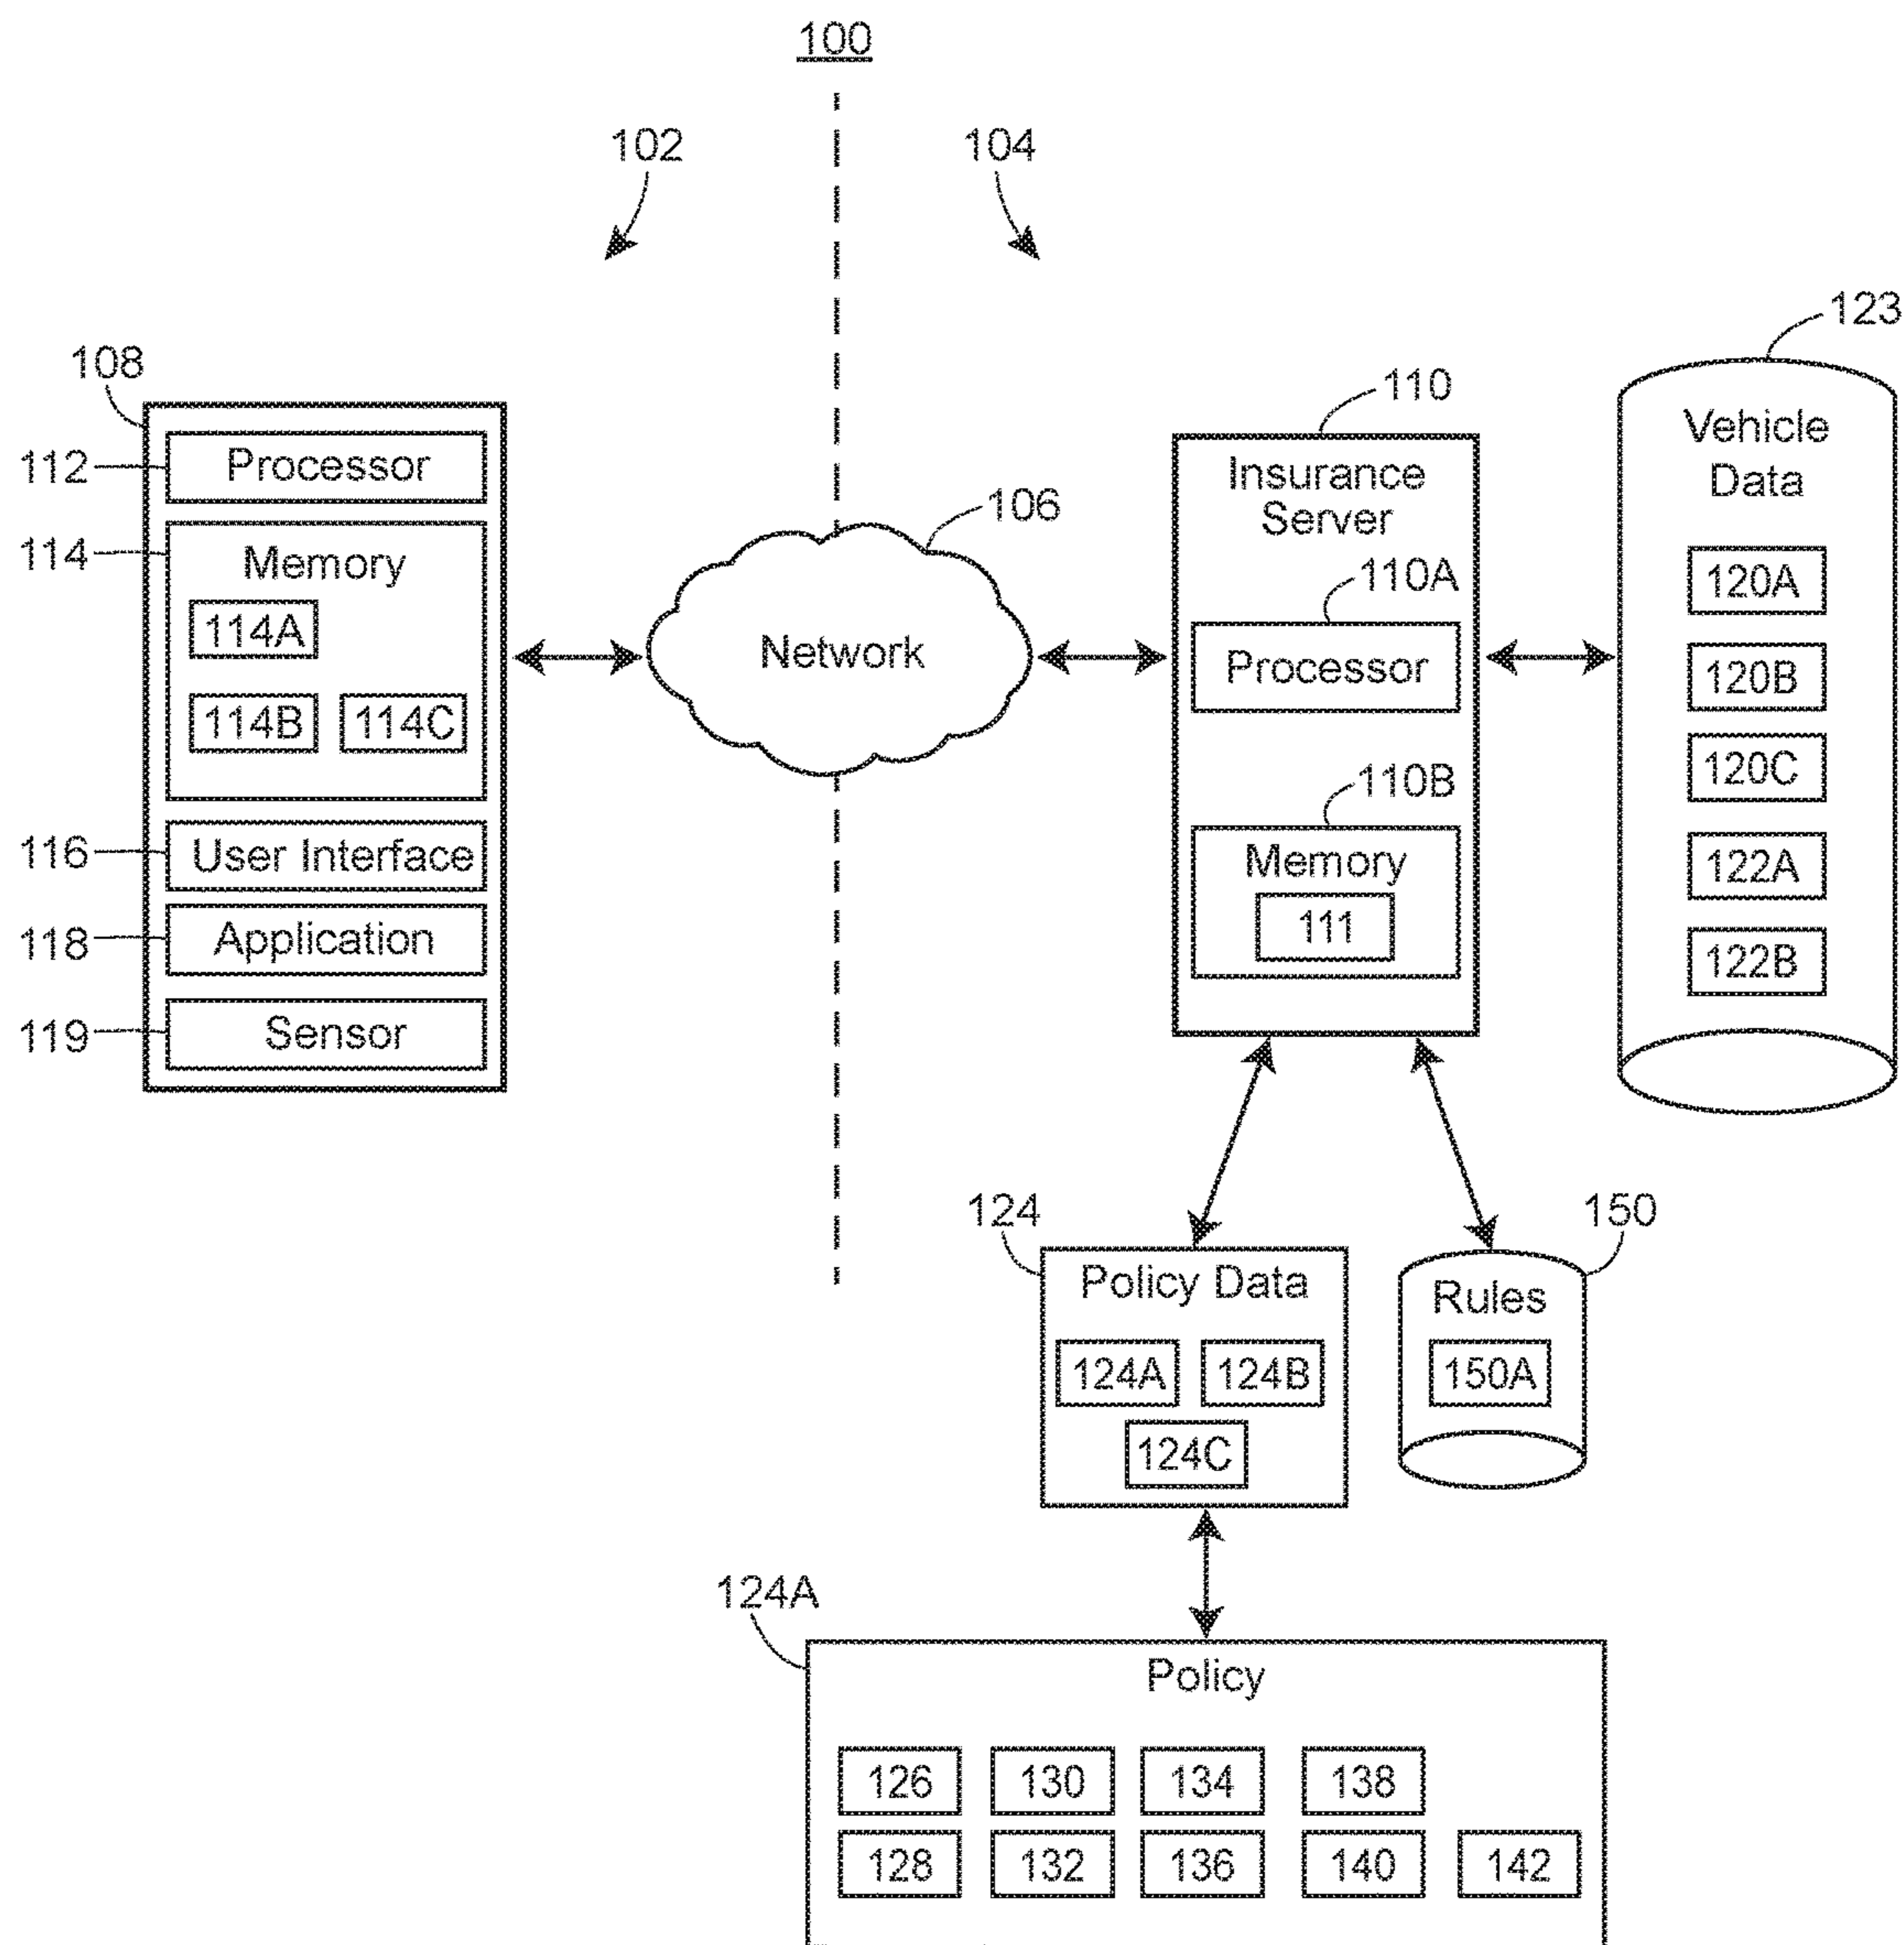 100
102
104
108
112
Processor
114
Memory
114A
114B 114C
116
User Interface
118
Application
119
Sensor
106
Network
110
Insurance
Server
110A
Processor
110B
Memory
111
123
Vehicle
Data
120A
120B
120C
122A
122B
124
Policy Data
124A 124B
124C
150
Rules
150A
124A
Policy
126 130 134 138
128 132 136 140 142